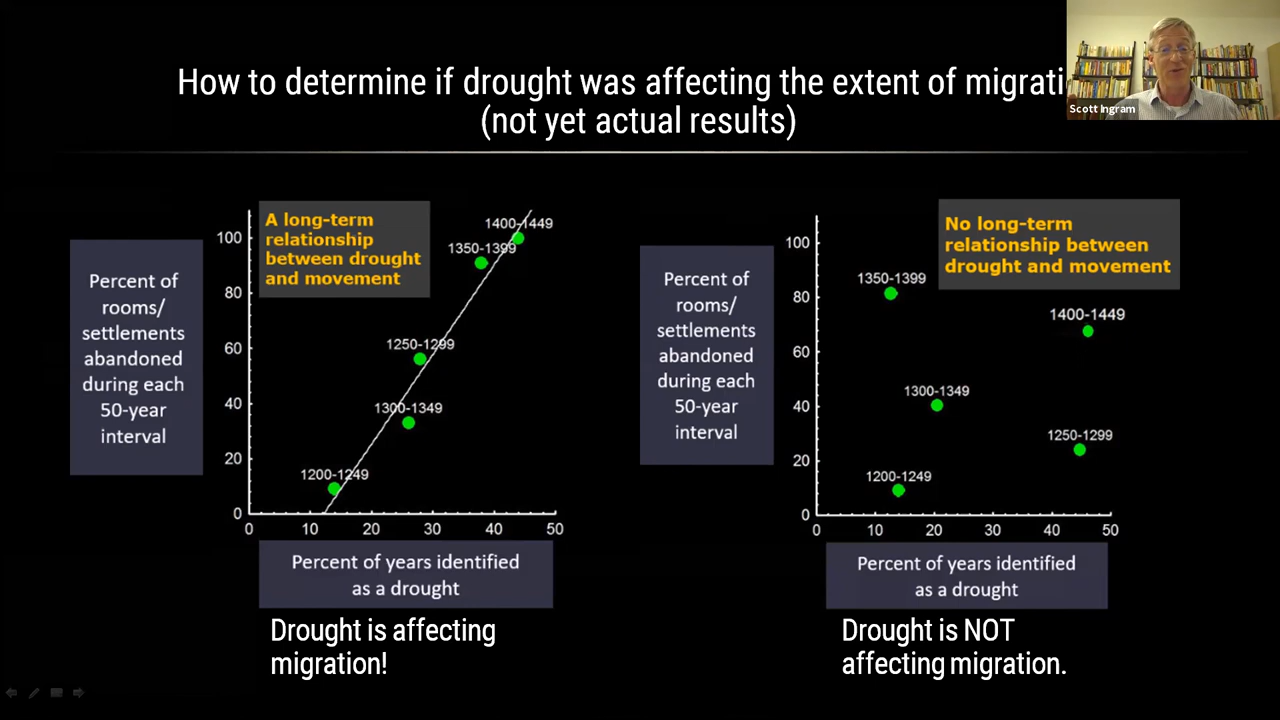 How to determine if drought was affecting the extent of
(not yet actual results)
Scott Ingram
A long-term
relationship
between drought
and movement
Percent of
rooms/
settlements
abandoned
during each
50-year
interval
100
80
60
40
20
0
1400-1449
1350-1399
1250-1299
1300-1349
1200-1249
0 10 20 30 40 50
Percent of years identified
as a drought
Drought is affecting
migration!
No long-term
relationship between
drought and movement
Percent of
rooms/
settlements
abandoned
during each
50-year
interval
100
80
60
40
20
0
1350-1399
1400-1449
1300-1349
1250-1299
1200-1249
0 10 20 30 40 50
Percent of years identified
as a drought
Drought is NOT
affecting migration.